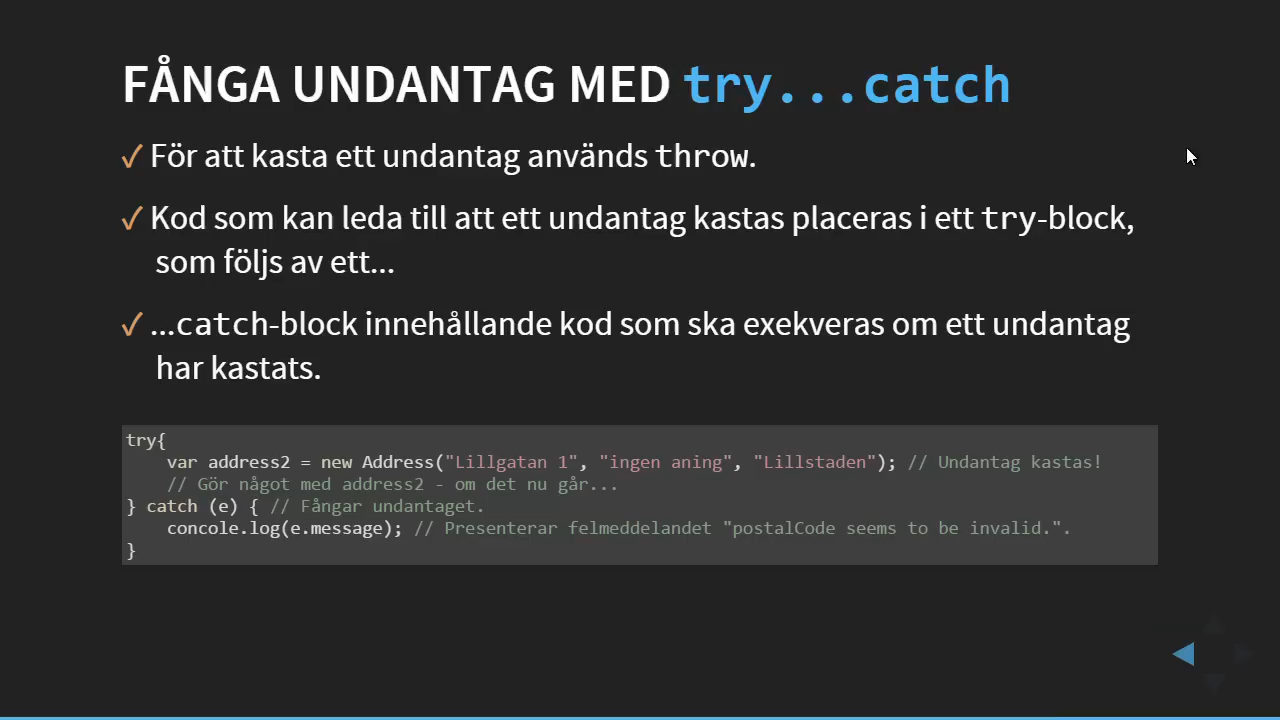 FÅNGA UNDANTAG MED try...catch
✓ För att kasta ett undantag används throw.
✓ Kod som kan leda till att ett undantag kastas placeras i ett try-block,
som följs av ett...
✓ ...catch-block innehållande kod som ska exekveras om ett undantag
har kastats.
try{
    var address2 = new Address("Lillgatan 1", "ingen aning", "Lillstaden"); // Undantag kastas!
    // Gör något med address2 - om det nu går...
} catch (e) { // Fångar undantaget.
    concole.log(e.message); // Presenterar felmeddelandet "postalCode seems to be invalid.".
}